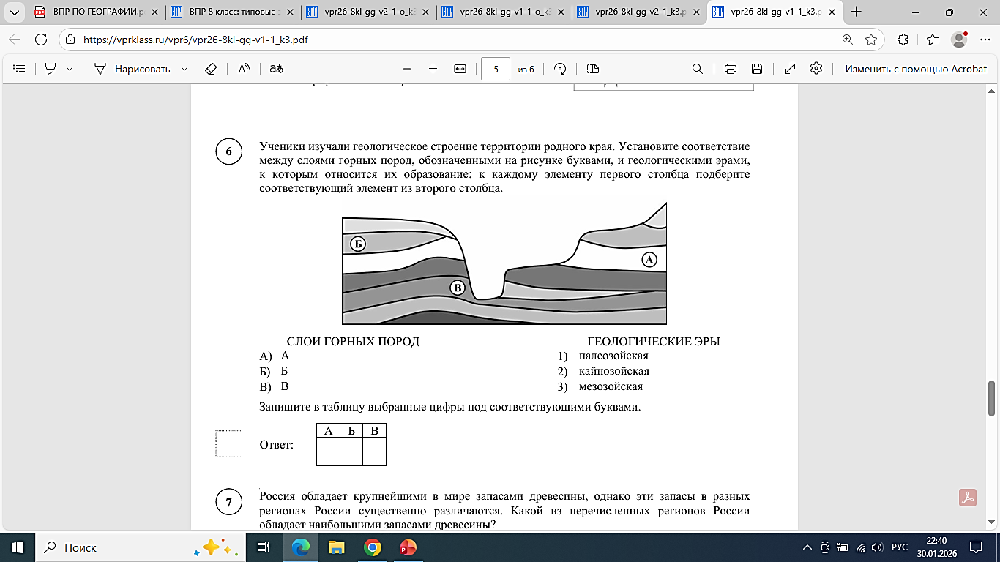 ВПР ПО ГЕОГРАФИИ.p
ВПР 8 класс: типовые з
vpr26-8kl-gg-v2-1-o_k3
vpr26-8kl-gg-v1-1-o_k3.
vpr26-8kl-gg-v2-1_k3.p
vpr26-8kl-gg-v1-1_k3.p
https://vprklass.ru/vpr6/vpr26-8kl-gg-v1-1_k3.pdf
Нарисовать
аあ
5 из 6
Изменить с помощью Acrobat
6
Ученики изучали геологическое строение территории родного края. Установите соответствие
между слоями горных пород, обозначенными на рисунке буквами, и геологическими эрами,
к которым относится их образование: к каждому элементу первого столбца подберите
соответствующий элемент из второго столбца.
Б
А
В
СЛОИ ГОРНЫХ ПОРОД ГЕОЛОГИЧЕСКИЕ ЭРЫ
А) А 1) палеозойская
Б) Б 2) кайнозойская
В) В 3) мезозойская
Запишите в таблицу выбранные цифры под соответствующими буквами.
А Б В
Ответ:
7
Россия обладает крупнейшими в мире запасами древесины, однако эти запасы в разных
регионах России существенно различаются. Какой из перечисленных регионов России
обладает наибольшими запасами древесины?
Поиск
РУС
22:40
30.01.2026